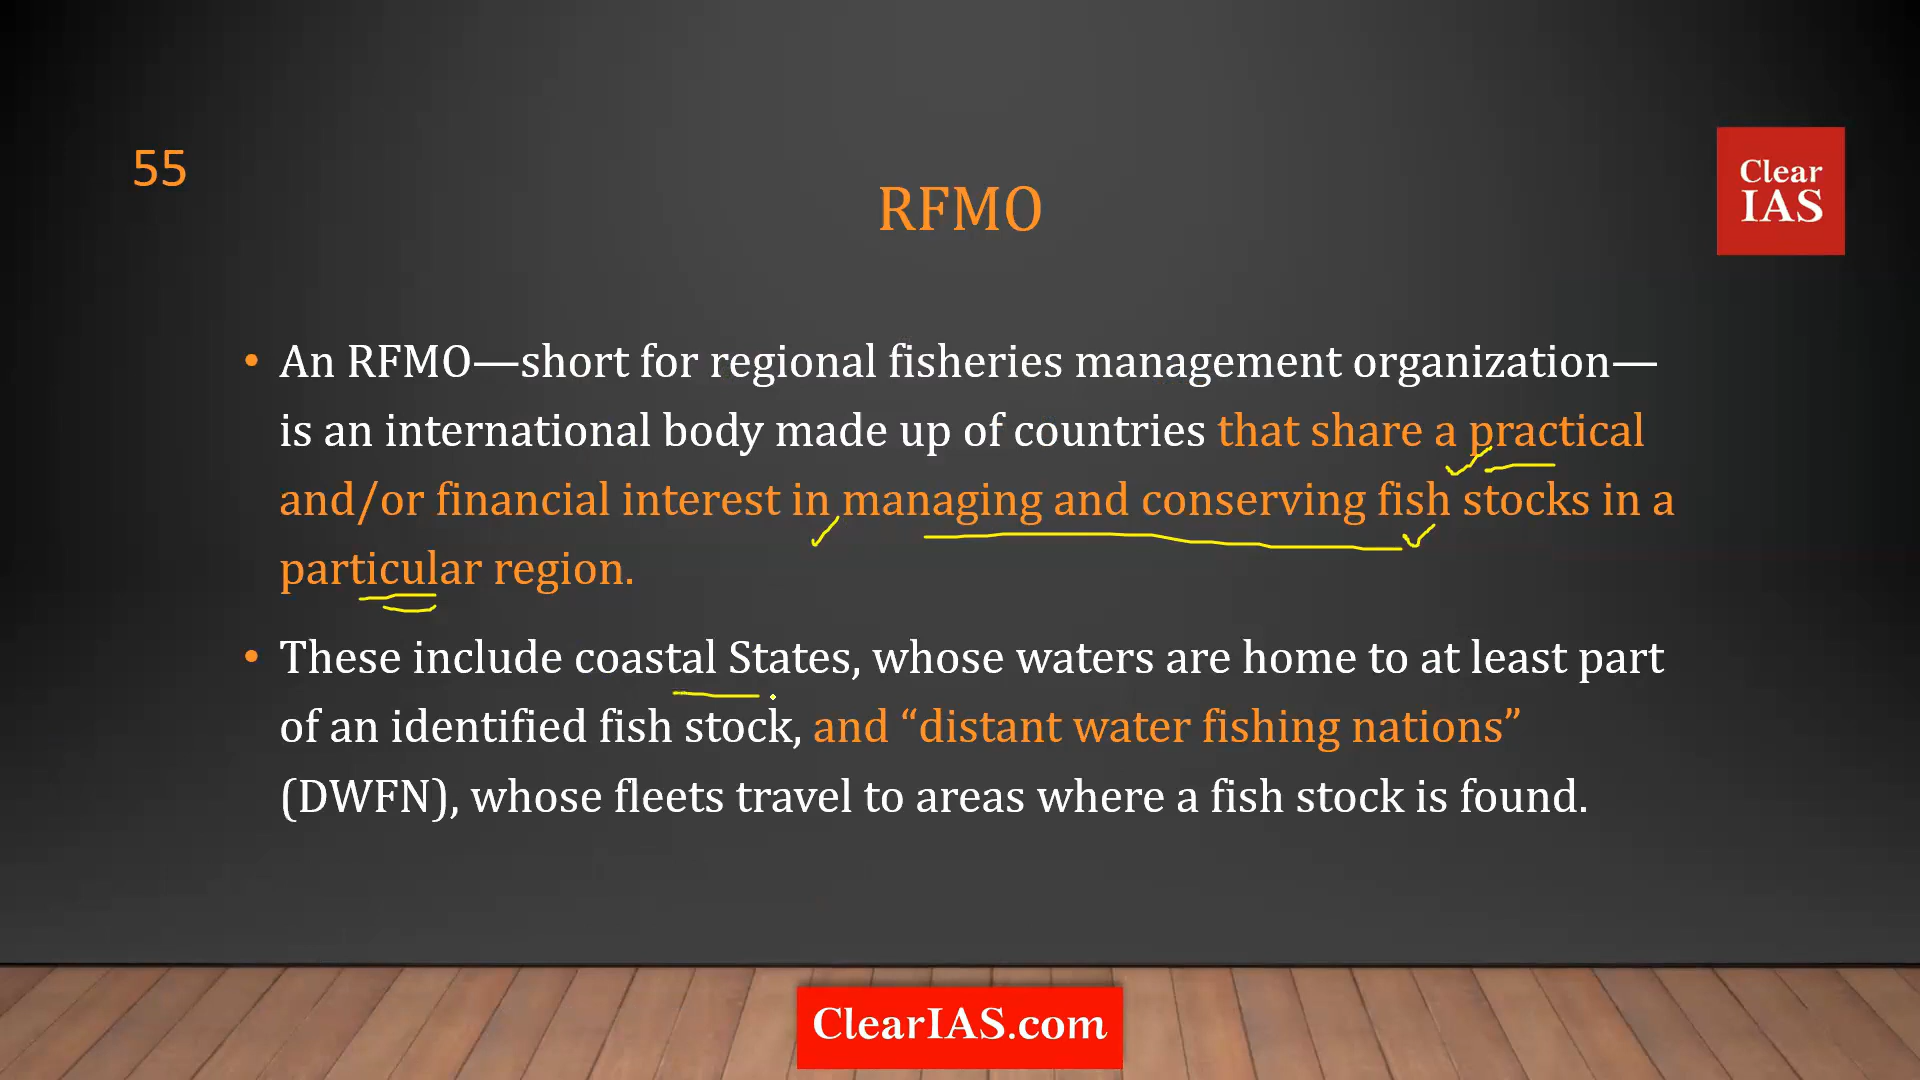 55
Clear
IAS
RFMO
• An RFMO—short for regional fisheries management organization—
is an international body made up of countries that share a practical
and/or financial interest in managing and conserving fish stocks in a
particular region.
• These include coastal States, whose waters are home to at least part
of an identified fish stock, and “distant water fishing nations”
(DWFN), whose fleets travel to areas where a fish stock is found.
ClearIAS.com